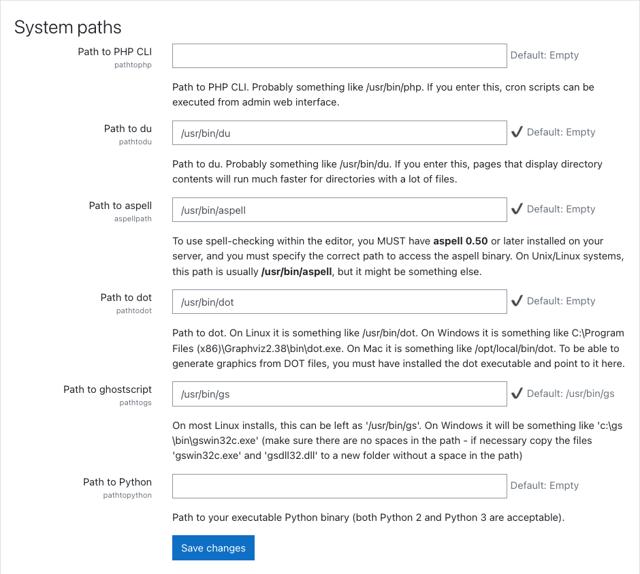 System paths
Path to PHP CLI
Default: Empty
pathtophp
Path to PHP CLI. Probably something like /usr/bin/php. If you enter this, cron scripts can be
executed from admin web interface.
Path to du
/usr/bin/du
Default: Empty
pathtodu
Path to du. Probably something like /usr/bin/du. If you enter this, pages that display directory
contents will run much faster for directories with a lot of files.
Path to aspell
/usr/bin/aspell
Default: Empty
aspellpath
To use spell-checking within the editor, you MUST have aspell 0.50 or later installed on your
server, and you must specify the correct path to access the aspell binary. On Unix/Linux systems,
this path is usually /usr/bin/aspell, but it might be something else.
Path to dot
/usr/bin/dot
Default: Empty
pathtodot
Path to dot. On Linux it is something like /usr/bin/dot. On Windows it is something like C:\Program
Files (x86)\Graphviz2.38\bin\dot.exe. On Mac it is something like /opt/local/bin/dot. To be able to
generate graphics from DOT files, you must have installed the dot executable and point to it here.
Path to ghostscript
/usr/bin/gs
Default: /usr/bin/gs
pathtogs
On most Linux installs, this can be left as '/usr/bin/gs'. On Windows it will be something like 'c:\gs
\bin\gswin32c.exe' (make sure there are no spaces in the path - if necessary copy the files
'gswin32c.exe' and 'gsdll32.dll' to a new folder without a space in the path)
Path to Python
Default: Empty
pathtopython
Path to your executable Python binary (both Python 2 and Python 3 are acceptable).
Save changes